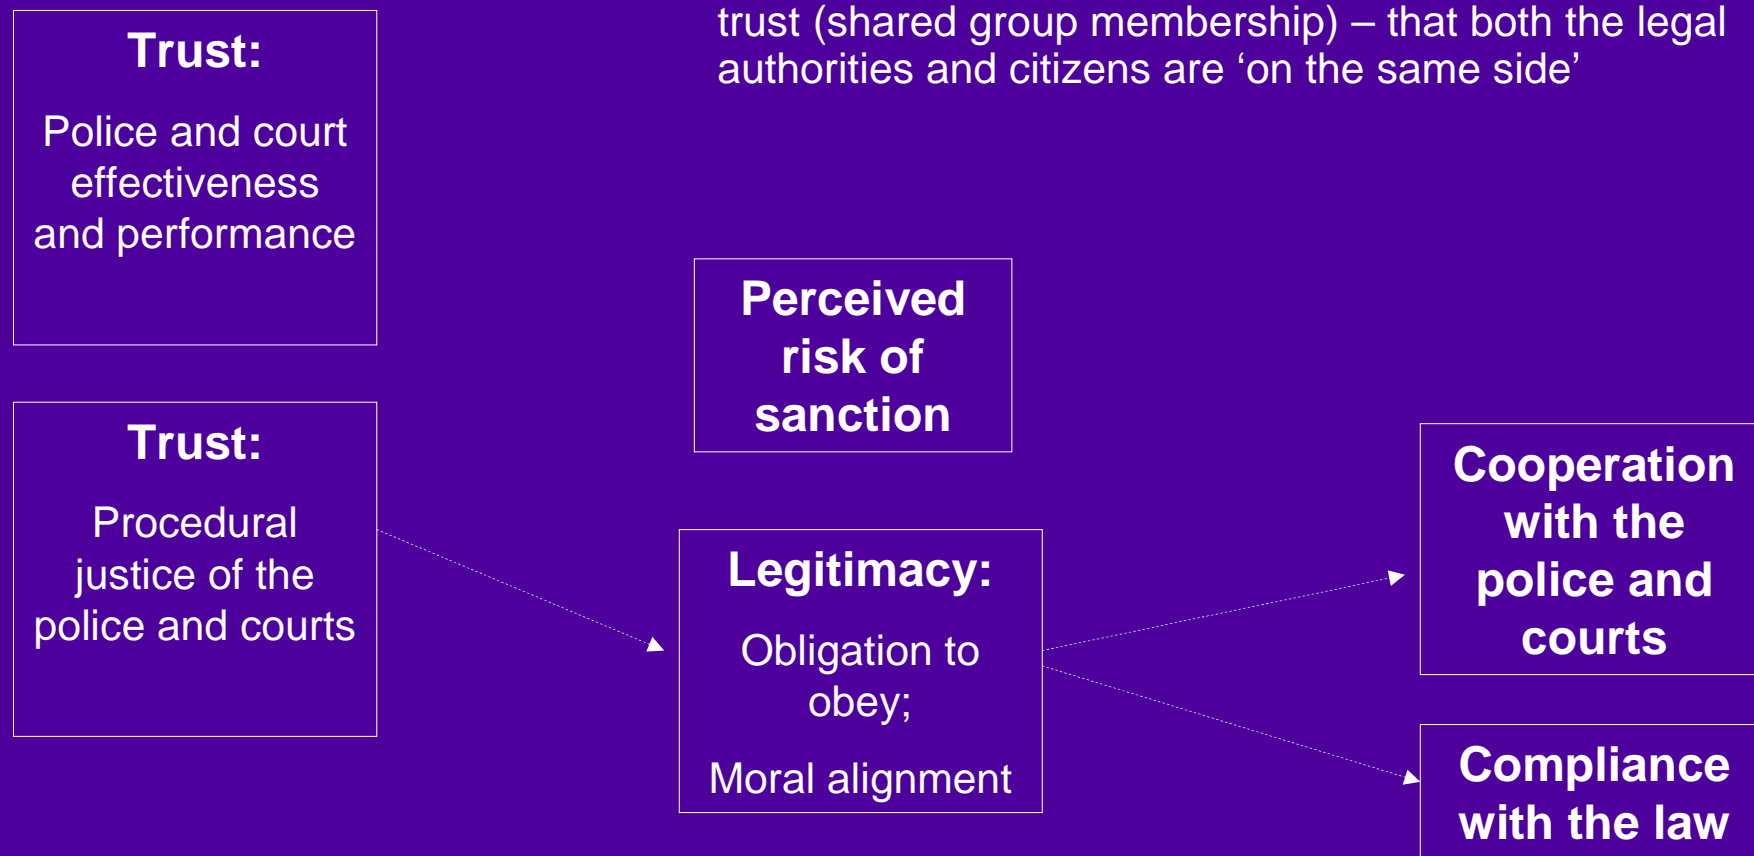 trust (shared group membership) – that both the legal
authorities and citizens are ‘on the same side’
Trust:
Police and court
effectiveness
and performance
Perceived
risk of
sanction
Trust:
Procedural
justice of the
police and courts
Legitimacy:
Obligation to
obey;
Moral alignment
Cooperation
with the
police and
courts
Compliance
with the law